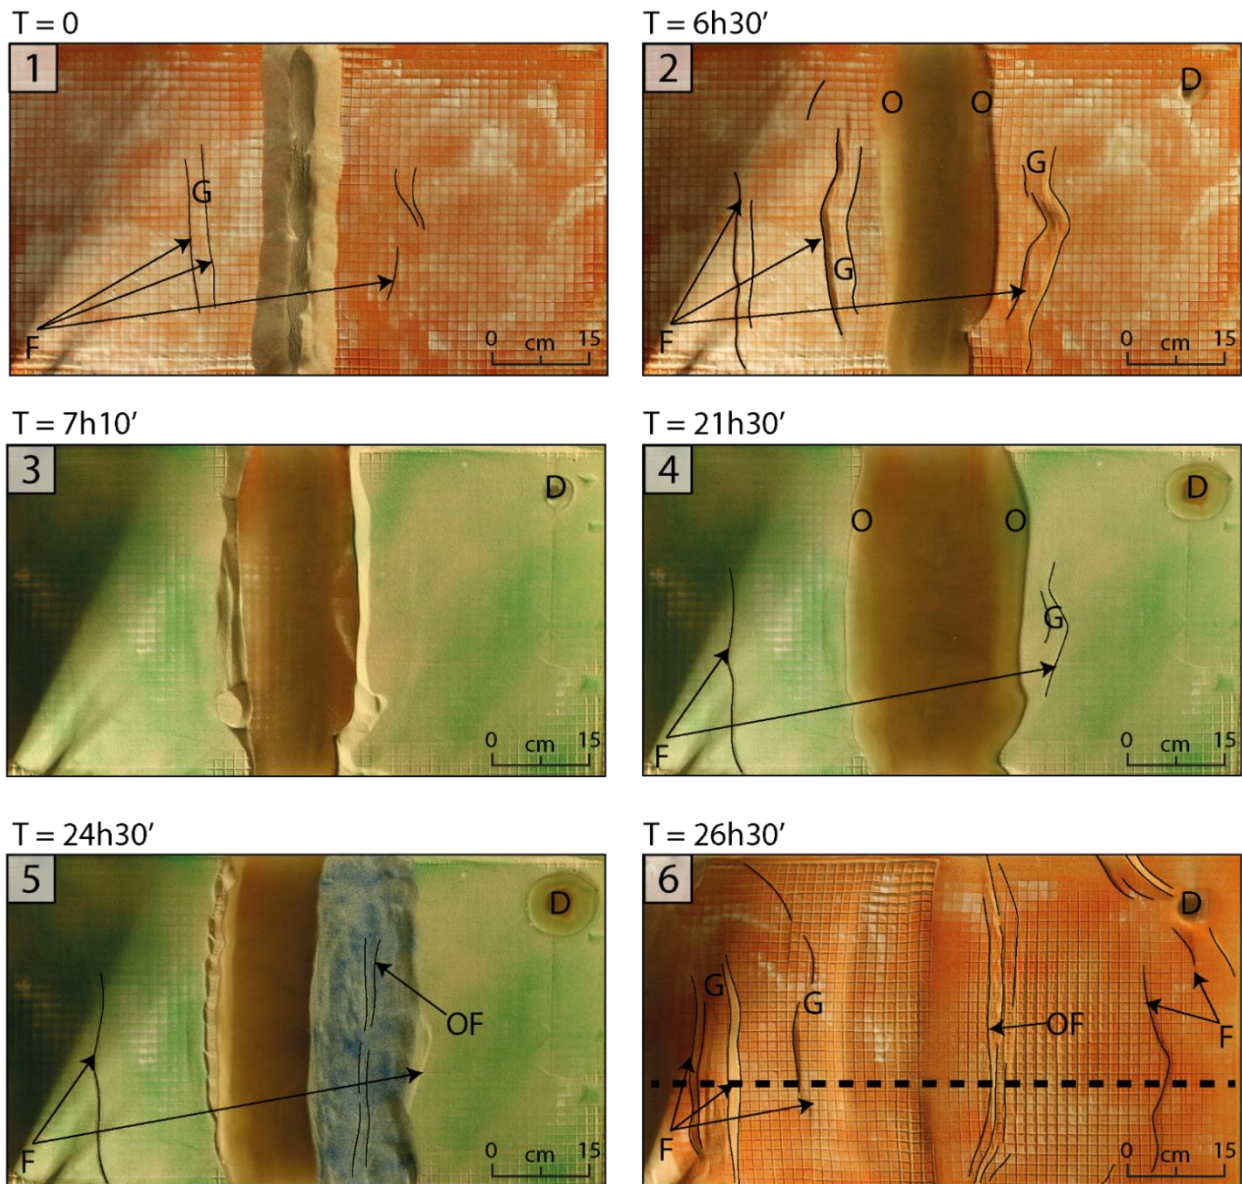 T = 0
1
G
F
0 cm 15
T = 6h30’
2
O O
D
G
G
F
0 cm 15
T = 7h10’
3
D
0 cm 15
T = 21h30’
4
D
O O
G
F
0 cm 15
T = 24h30’
5
D
OF
F
0 cm 15
T = 26h30’
6
D
G
G
OF
F
F
0 cm 15